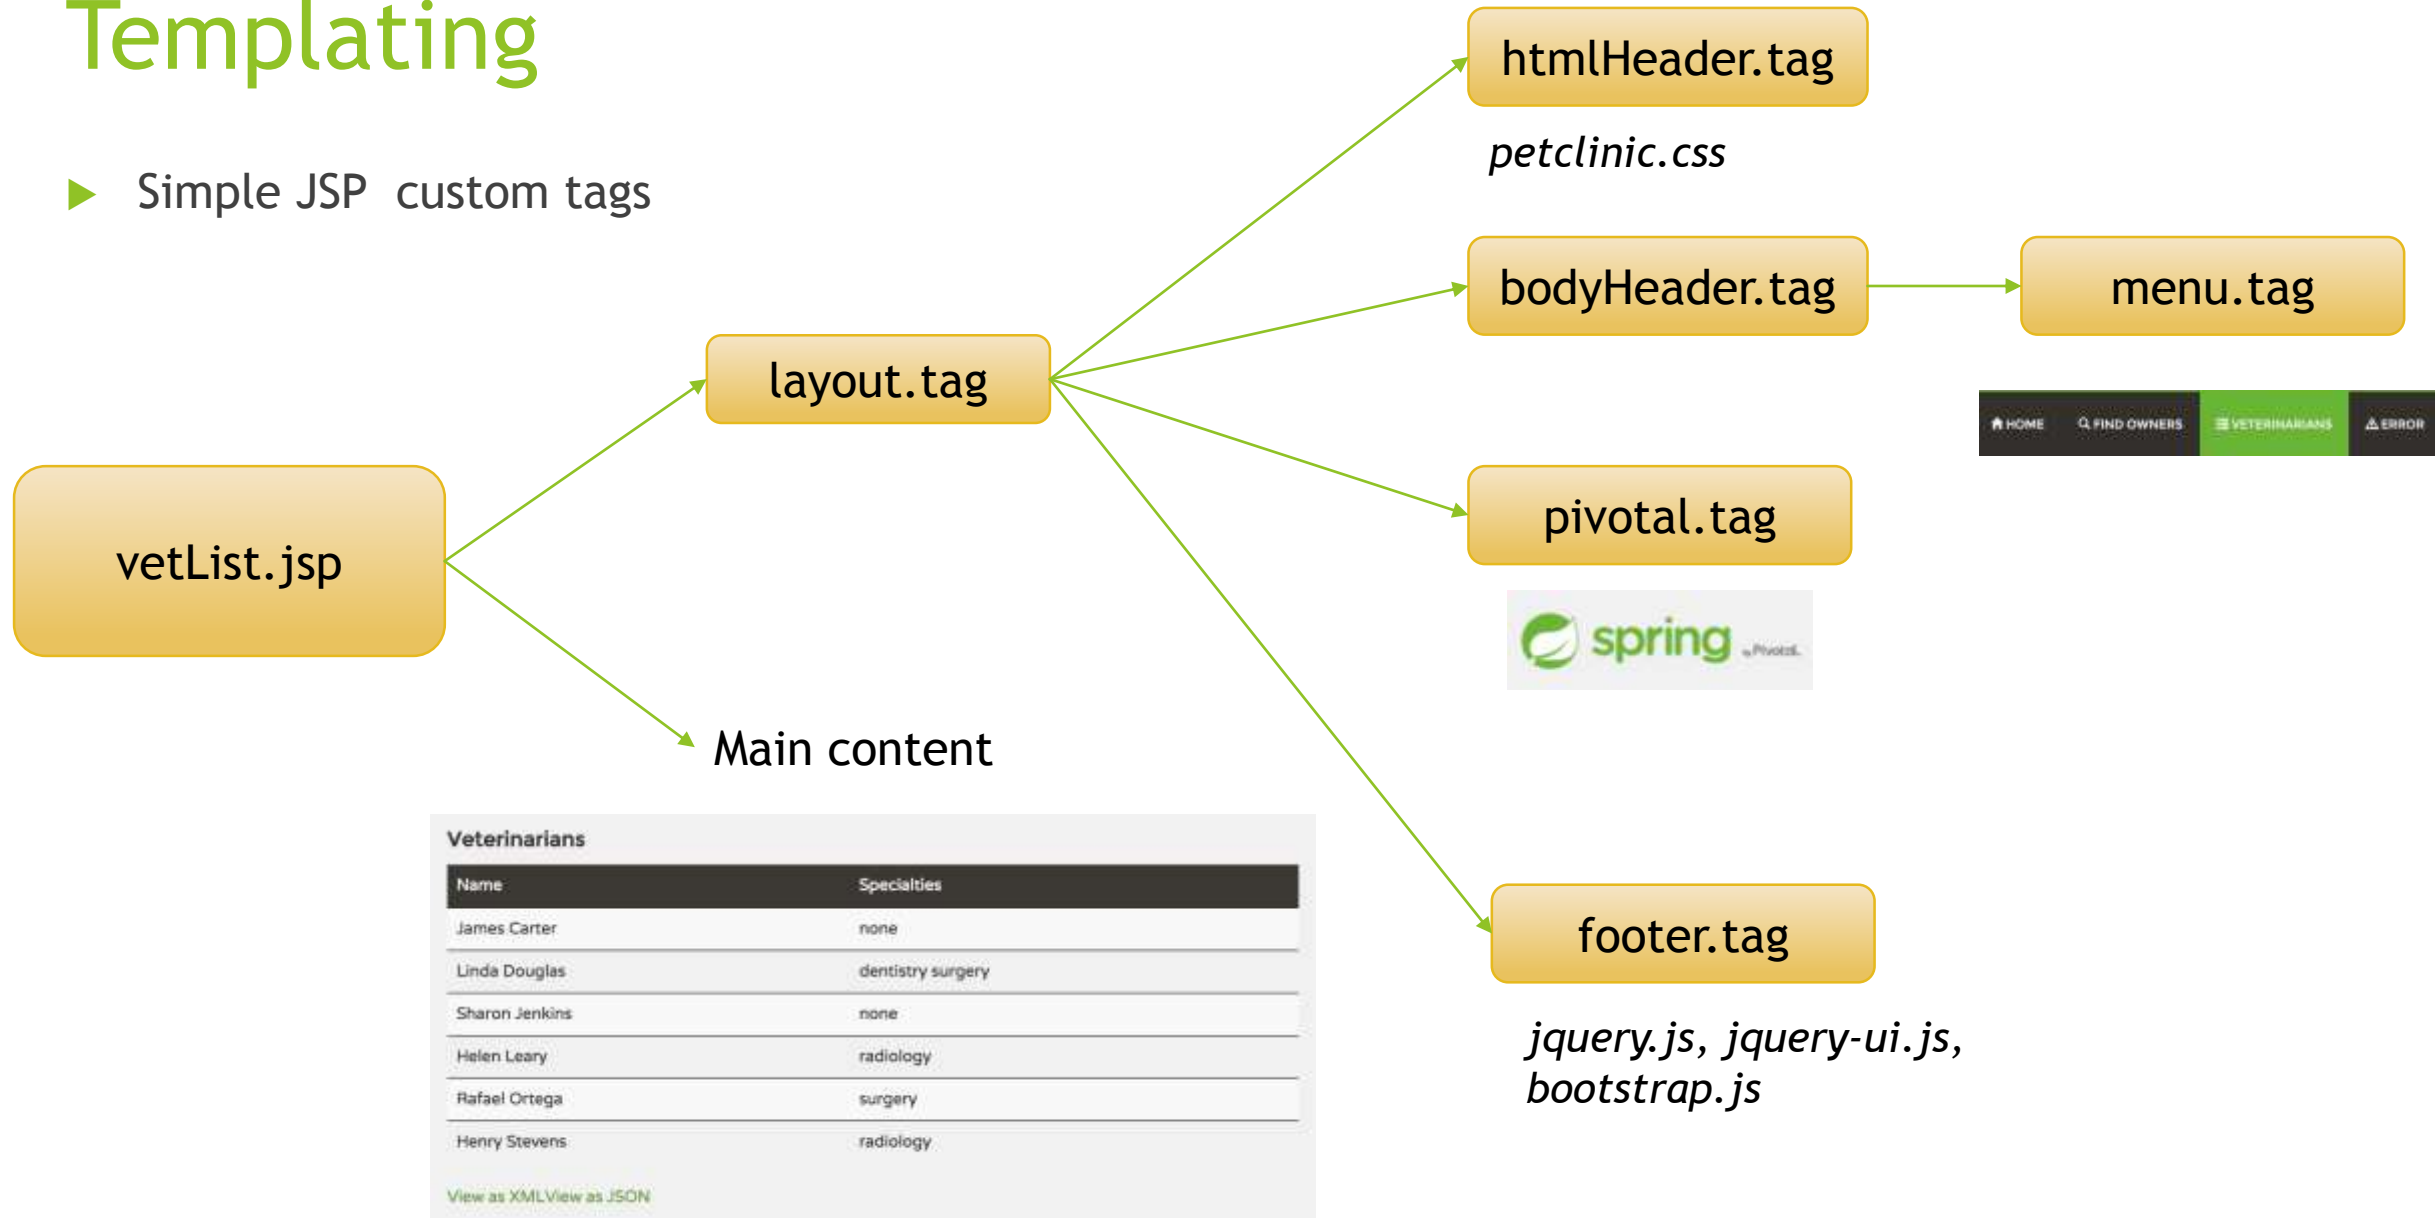 Templating
Simple JSP custom tags
htmlHeader.tag
petclinic.css
bodyHeader.tag
menu.tag
layout.tag
HOME FIND OWNERS VETERINARIANS ERROR
pivotal.tag
vetList.jsp
spring by Pivotal.
Main content
Veterinarians
Name Specialties
James Carter none
Linda Douglas dentistry surgery
Sharon Jenkins none
Helen Leary radiology
Rafael Ortega surgery
Henry Stevens radiology
View as XMLView as JSON
footer.tag
jquery.js, jquery-ui.js,
bootstrap.js